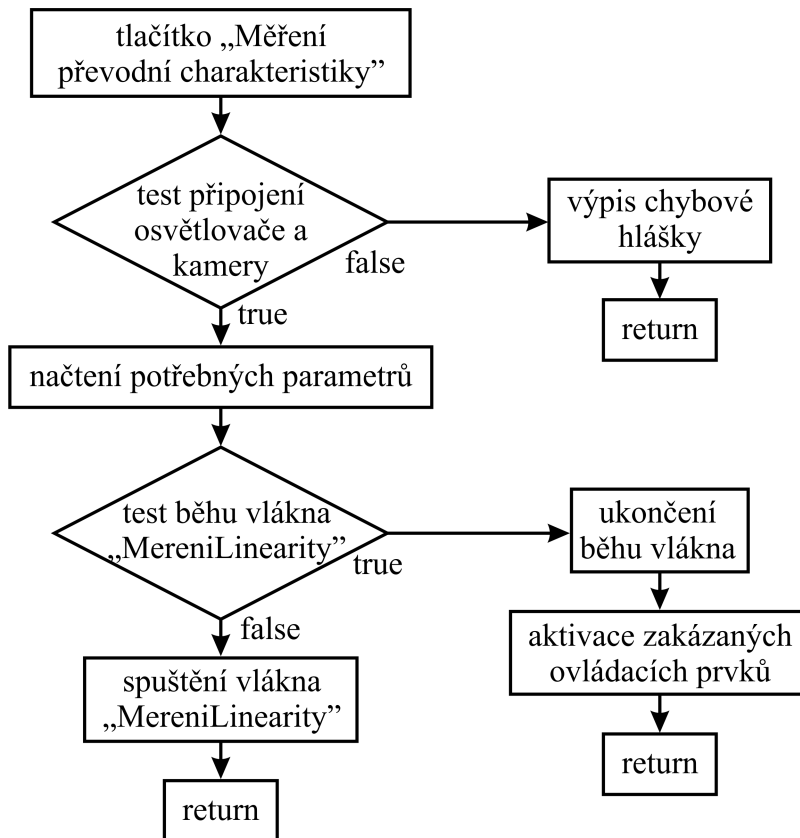 tlačítko „Měření
převodní charakteristiky”
test připojení
osvětlovače a
kamery
false
true
výpis chybové
hlášky
return
načtení potřebných parametrů
test běhu vlákna
„MereniLinearity”
true
false
ukončení
běhu vlákna
aktivace zakázaných
ovládacích prvků
return
spuštění vlákna
„MereniLinearity”
return